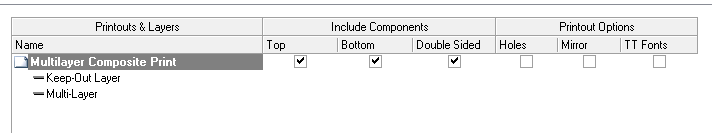 Printouts & Layers Include Components Printout Options
Name Top Bottom Double Sided Holes Mirror TT Fonts
Multilayer Composite Print
Keep-Out Layer
Multi-Layer